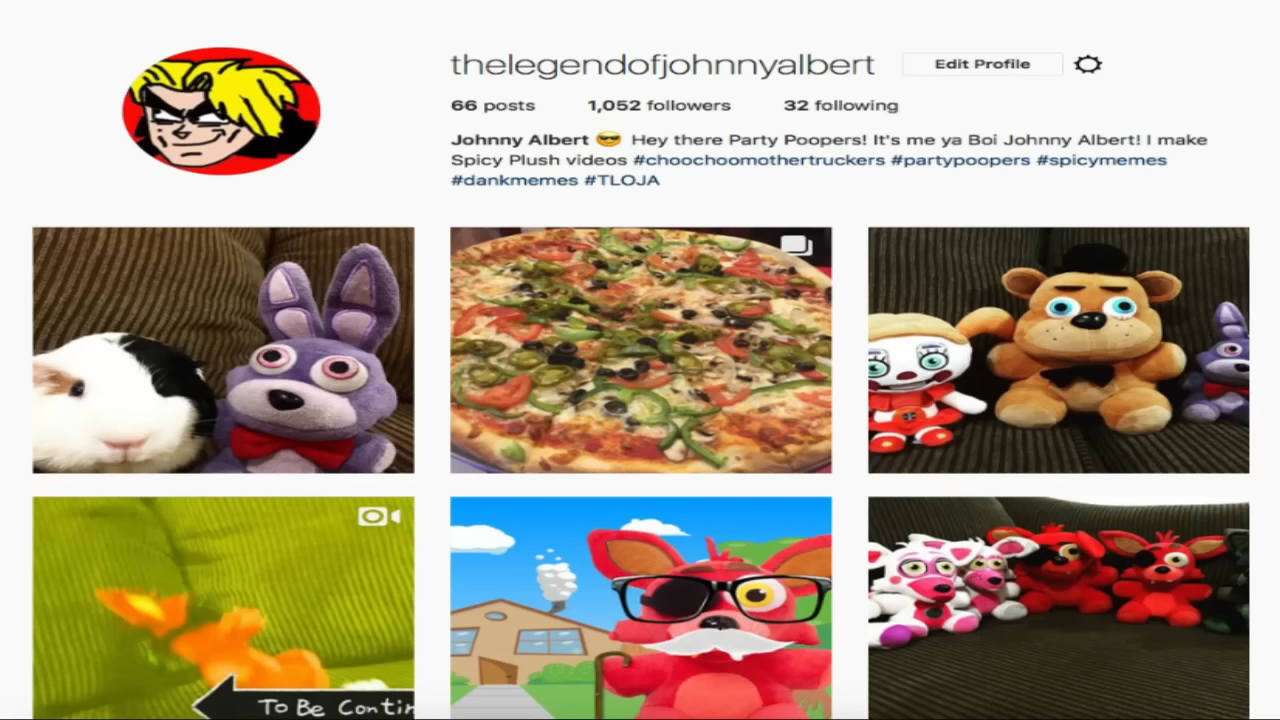 thelegendofjohnnyalbert Edit Profile
66 posts 1,052 followers 32 following
Johnny Albert 😎 Hey there Party Poopers! It's me ya Boi Johnny Albert! I make
Spicy Plush videos #choochoomothertruckers #partypoopers #spicymemes
#dankmemes #TLOJA
To Be Contin